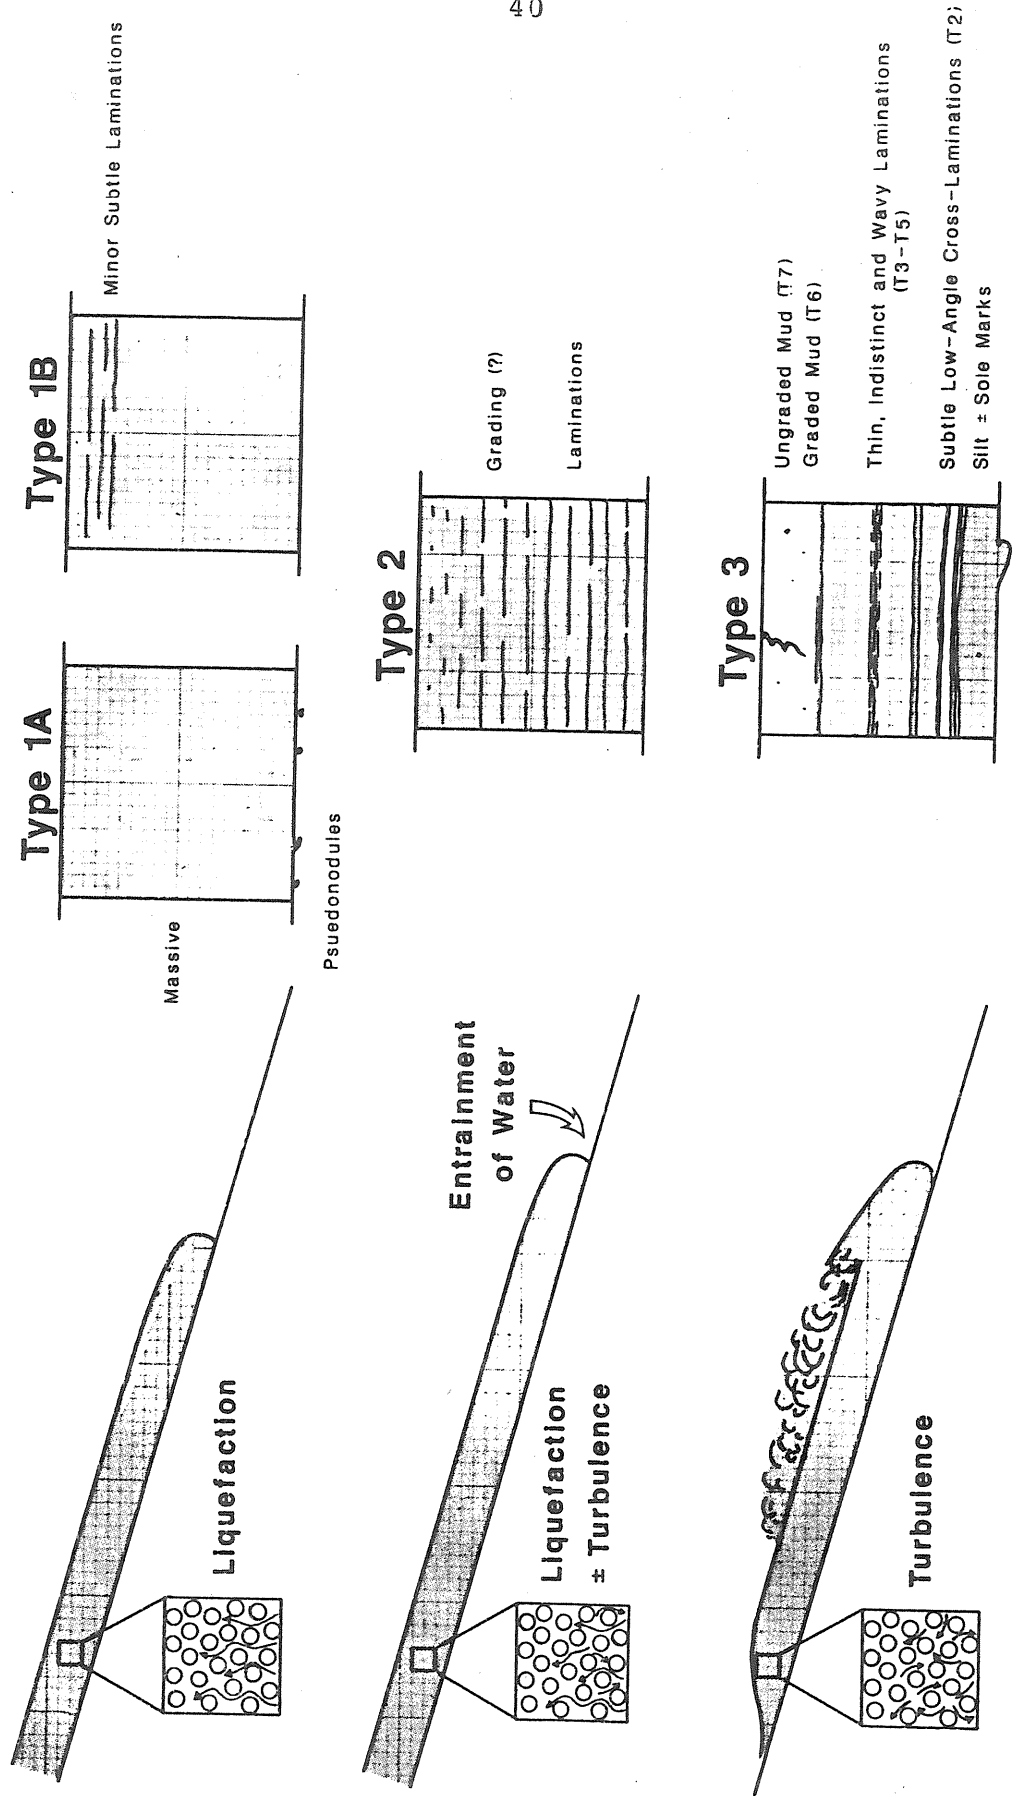 40
Type 1A
Type 1B
Massive
Minor Subtle Laminations
Psuedonodules
Liquefaction
Type 2
Grading (?)
Laminations
Entrainment
of Water
Liquefaction
± Turbulence
Type 3
Ungraded Mud (T7)
Graded Mud (T6)
Thin, Indistinct and Wavy Laminations
(T3-T5)
Subtle Low-Angle Cross-Laminations (T2)
Silt ± Sole Marks
Turbulence